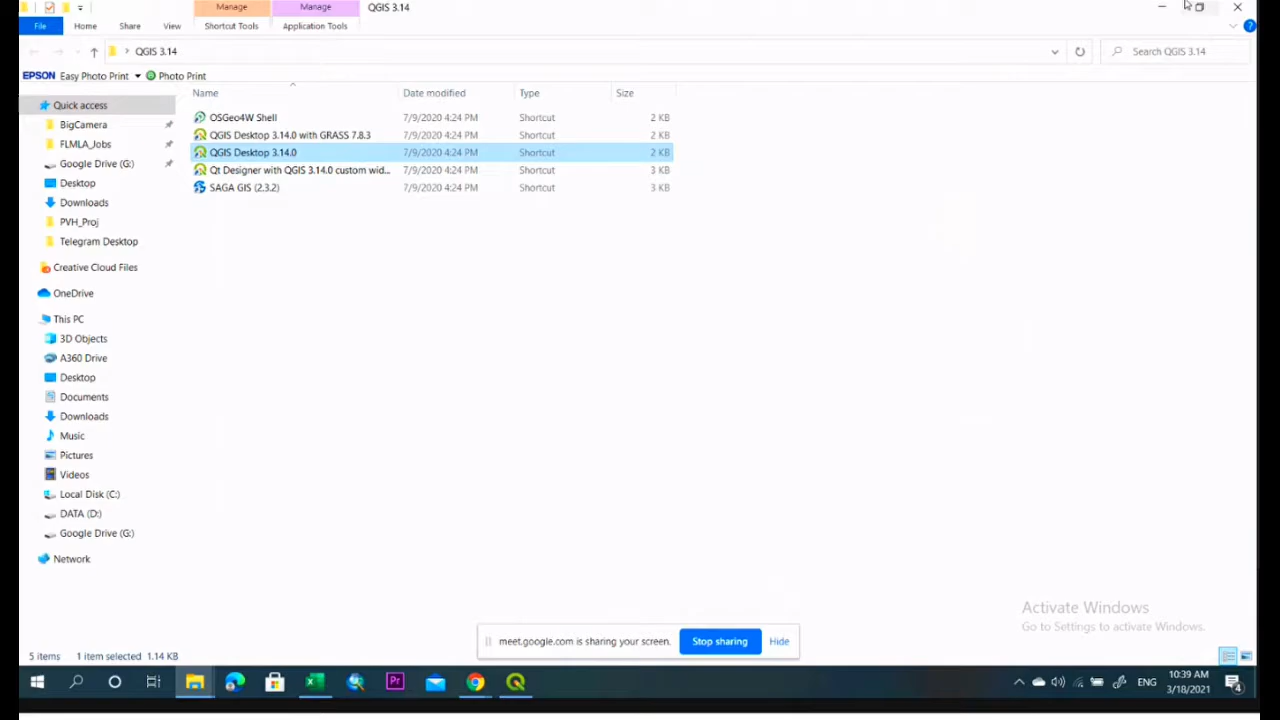 Manage Manage QGIS 3.14
File Home Share View Shortcut Tools Application Tools
QGIS 3.14 Search QGIS 3.14
EPSON Easy Photo Print Photo Print
Name Date modified Type Size
Quick access
BigCamera
FLMLA_Jobs
Google Drive (G:)
Desktop
Downloads
PVH_Proj
Telegram Desktop
Creative Cloud Files
OneDrive
This PC
3D Objects
A360 Drive
Desktop
Documents
Downloads
Music
Pictures
Videos
Local Disk (C:)
DATA (D:)
Google Drive (G:)
Network
OSGeo4W Shell 7/9/2020 4:24 PM Shortcut 2 KB
QGIS Desktop 3.14.0 with GRASS 7.8.3 7/9/2020 4:24 PM Shortcut 2 KB
QGIS Desktop 3.14.0 7/9/2020 4:24 PM Shortcut 2 KB
Qt Designer with QGIS 3.14.0 custom wid... 7/9/2020 4:24 PM Shortcut 3 KB
SAGA GIS (2.3.2) 7/9/2020 4:24 PM Shortcut 3 KB
Activate Windows
Go to Settings to activate Windows.
meet.google.com is sharing your screen. Stop sharing Hide
5 items 1 item selected 1.14 KB
Pr
ENG
10:39 AM
3/18/2021
4